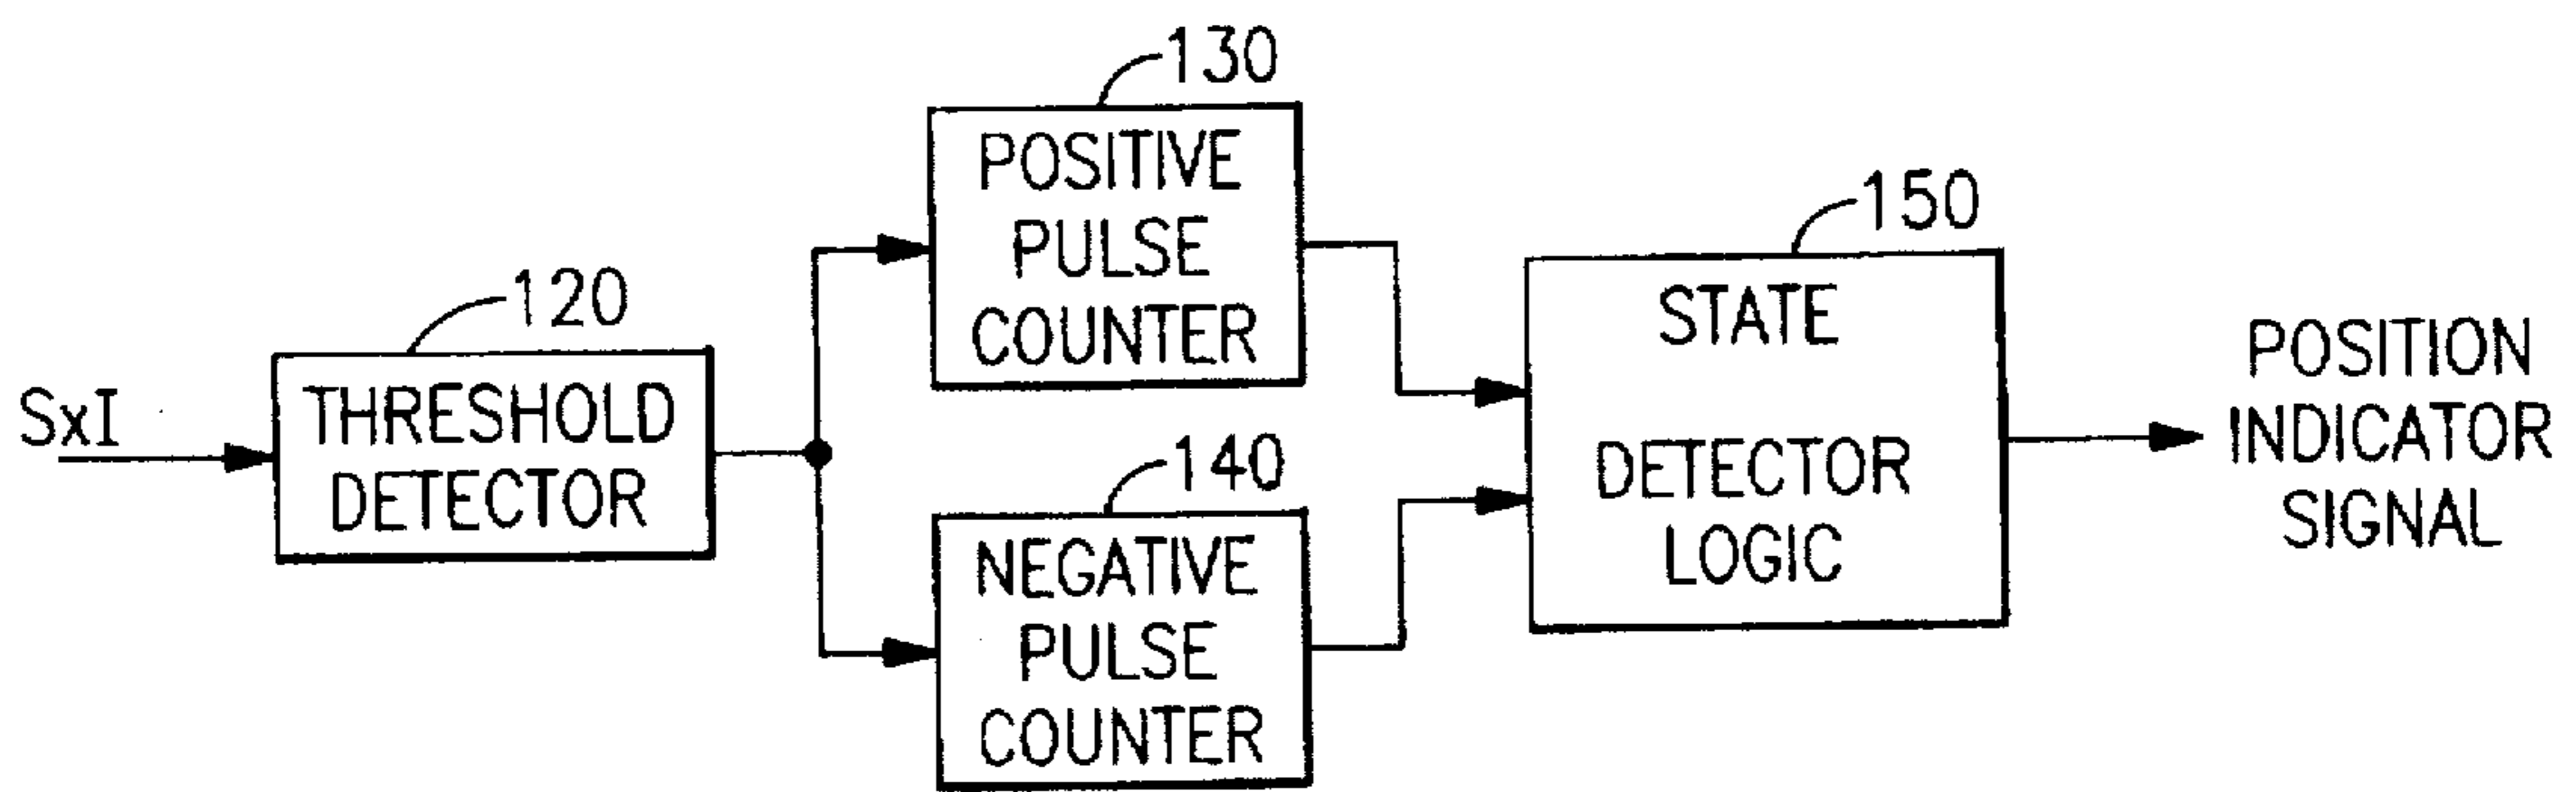 SxI
120
THRESHOLD
DETECTOR
130
POSITIVE
PULSE
COUNTER
140
NEGATIVE
PULSE
COUNTER
150
STATE
DETECTOR
LOGIC
POSITION
INDICATOR
SIGNAL